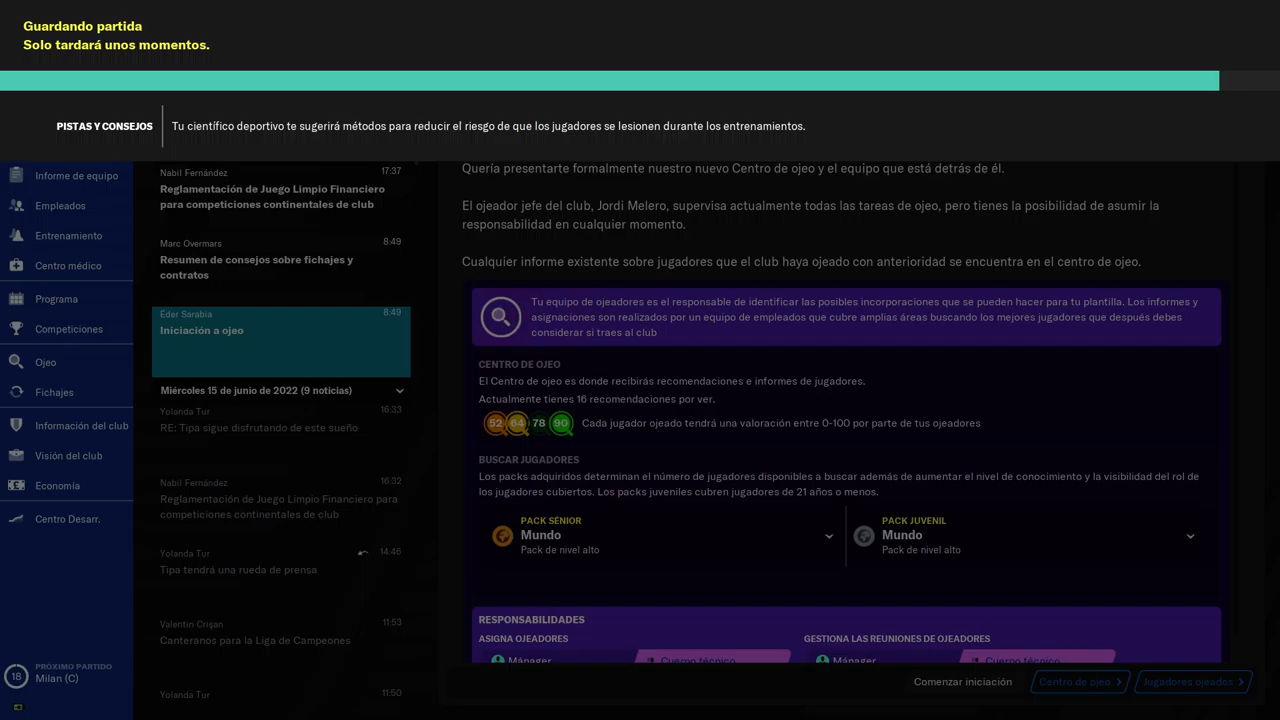 Guardando partida
Solo tardará unos momentos.
PISTAS Y CONSEJOS
Tu científico deportivo te sugerirá métodos para reducir el riesgo de que los jugadores se lesionen durante los entrenamientos.
Informe de equipo
Empleados
Entrenamiento
Centro médico
Programa
Competiciones
Ojeo
Fichajes
Información del club
Visión del club
Economía
Centro Desarr.
18
PRÓXIMO PARTIDO
Milan (C)
Nabil Fernández
17:37
Reglamentación de Juego Limpio Financiero
para competiciones continentales de club
Marc Overmars
8:49
Resumen de consejos sobre fichajes y
contratos
Eder Sarabia
8:49
Iniciación a ojeo
Miércoles 15 de junio de 2022 (9 noticias)
Yolanda Tur
16:33
RE: Tipa sigue disfrutando de este sueño
Nabil Fernández
16:32
Reglamentación de Juego Limpio Financiero para
competiciones continentales de club
Yolanda Tur
14:46
Tipa tendrá una rueda de prensa
Valentin Crișan
11:53
Canteranos para la Liga de Campeones
Yolanda Tur
11:50
Quería presentarte formalmente nuestro nuevo Centro de ojeo y el equipo que está detrás de él.
El ojeador jefe del club, Jordi Melero, supervisa actualmente todas las tareas de ojeo, pero tienes la posibilidad de asumir la
responsabilidad en cualquier momento.
Cualquier informe existente sobre jugadores que el club haya ojeado con anterioridad se encuentra en el centro de ojeo.
Tu equipo de ojeadores es el responsable de identificar las posibles incorporaciones que se pueden hacer para tu plantilla. Los informes y
asignaciones son realizados por un equipo de empleados que cubre amplias áreas buscando los mejores jugadores que después debes
considerar si traes al club
CENTRO DE OJEO
El Centro de ojeo es donde recibirás recomendaciones e informes de jugadores.
Actualmente tienes 16 recomendaciones por ver.
52 64 78 90 Cada jugador ojeado tendrá una valoración entre 0-100 por parte de tus ojeadores
BUSCAR JUGADORES
Los packs adquiridos determinan el número de jugadores disponibles a buscar además de aumentar el nivel de conocimiento y la visibilidad del rol de
los jugadores cubiertos. Los packs juveniles cubren jugadores de 21 años o menos.
PACK SÉNIOR
Mundo
Pack de nivel alto
PACK JUVENIL
Mundo
Pack de nivel alto
RESPONSABILIDADES
ASIGNA OJEADORES
Mánager
Cuerpo técnico
GESTIONA LAS REUNIONES DE OJEADORES
Mánager
Cuerpo técnico
Comenzar iniciación
Centro de ojeo
Jugadores ojeados